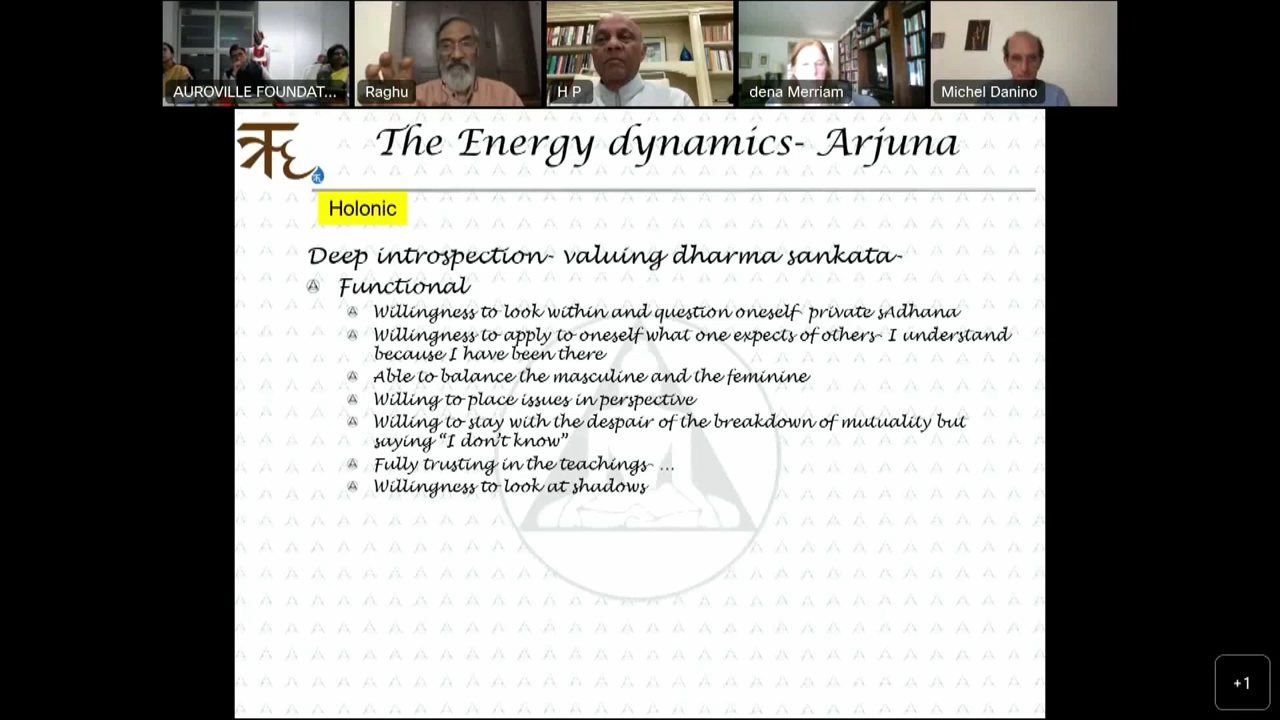 AUROVILLE FOUNDAT...
Raghu
H P
dena Merriam
Michel Danino
ऋ
The Energy dynamics- Arjuna
Holonic
Deep introspection- valuing dharma sankata-
Functional
Willingness to look within and question oneself- private sAdhana
Willingness to apply to oneself what one expects of others- I understand
because I have been there
Able to balance the masculine and the feminine
Willing to place issues in perspective
Willing to stay with the despair of the breakdown of mutuality but
saying “I don't know”
Fully trusting in the teachings- ...
Willingness to look at shadows
+1